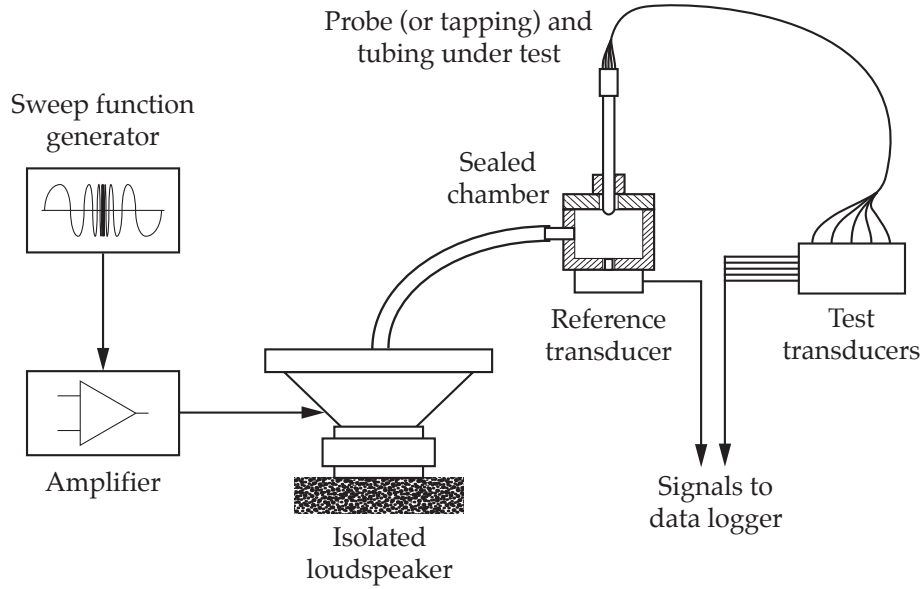 Probe (or tapping) and
tubing under test
Sweep function
generator
Sealed
chamber
Reference
transducer
Test
transducers
Amplifier
Signals to
data logger
Isolated
loudspeaker